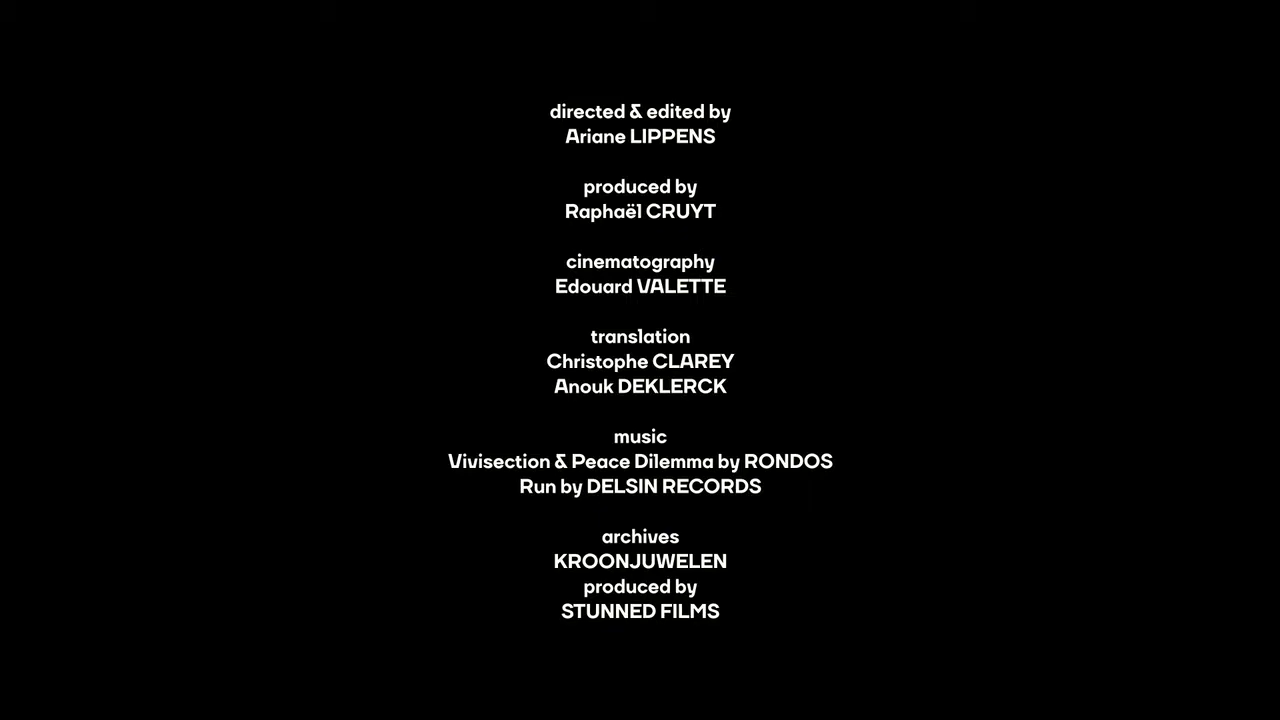 directed & edited by
Ariane LIPPENS
produced by
Raphaël CRUYT
cinematography
Edouard VALETTE
translation
Christophe CLAREY
Anouk DEKLERCK
music
Vivisection & Peace Dilemma by RONDOS
Run by DELSIN RECORDS
archives
KROONJUWELEN
produced by
STUNNED FILMS